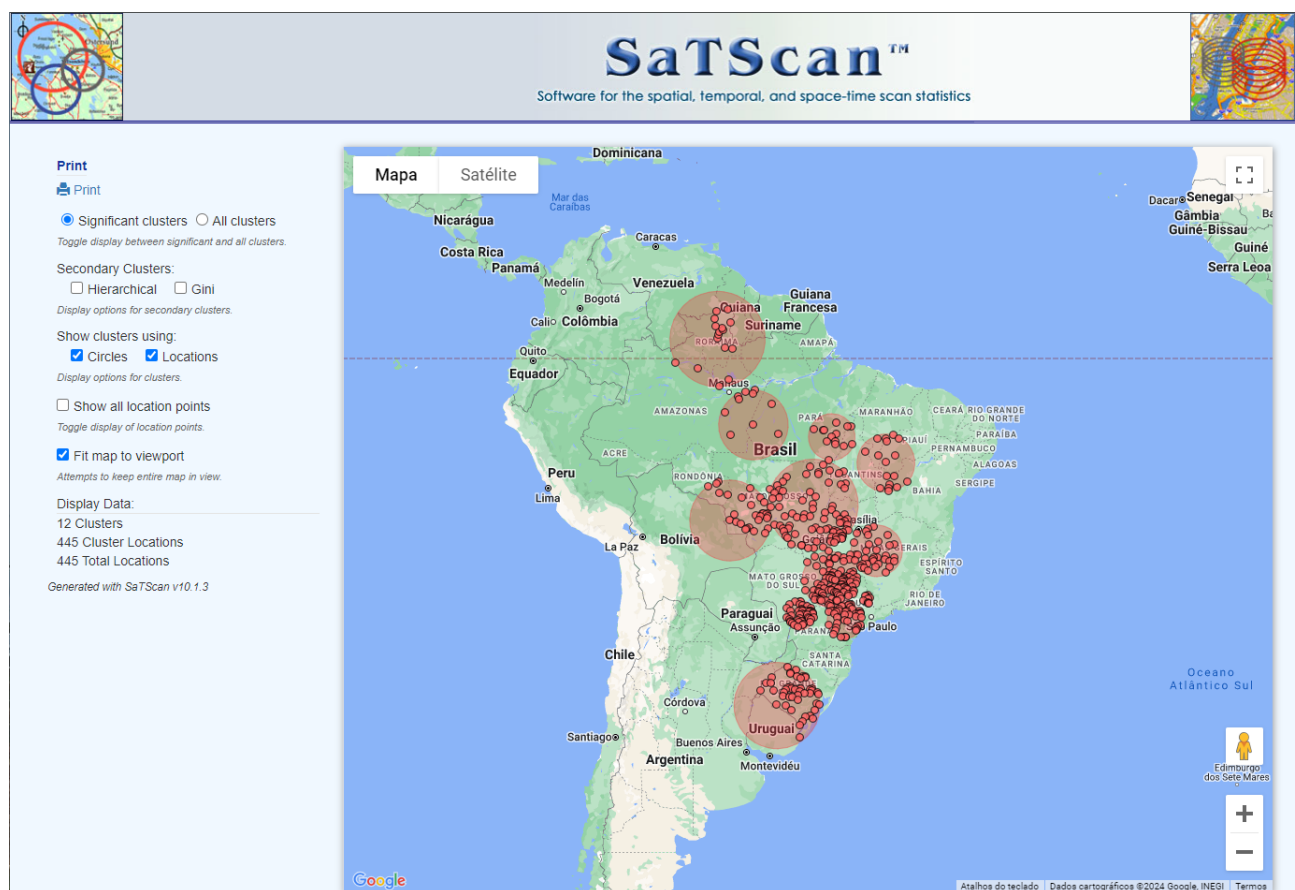 SaTScan™
Software for the spatial, temporal, and space-time scan statistics
Print
Print
Significant clusters All clusters
Toggle display between significant and all clusters.
Secondary Clusters:
Hierarchical Gini
Display options for secondary clusters.
Show clusters using:
Circles Locations
Display options for clusters.
Show all location points
Toggle display of location points.
Fit map to viewport
Attempts to keep entire map in view.
Display Data:
12 Clusters
445 Cluster Locations
445 Total Locations
Generated with SaTScan v10.1.3
Mapa Satélite
Dominicana
Mar das
Caraíbas
Nicarágua
Costa Rica
Panamá
Caracas
Medellín
Venezuela
Bogotá
Cali Colômbia
Guiana
Guiana
Francesa
Suriname
RORAIMA
AMAPÁ
Quito
Equador
Manaus
AMAZONAS
PARÁ
MARANHÃO
CEARÁ
RIO GRANDE
DO NORTE
PARAÍBA
PIAUÍ
PERNAMBUCO
ALAGOAS
SERGIPE
BAHIA
Brasil
ACRE
RONDÔNIA
Peru
Lima
La Paz
Bolívia
ESPÍRITO
SANTO
MATO GROSSO
DO SUL
RIO DE
JANEIRO
Paulo
Paraguai
Assunção
PARANÁ
SANTA
CATARINA
Chile
Córdova
Santiago
Uruguai
Buenos Aires
Argentina
Montevidéu
Dacar Senegal
Gâmbia
Guiné-Bissau
Guiné
Serra Leoa
Oceano
Atlântico Sul
Edimburgo
dos Sete Mares
Google
Atalhos do teclado Dados cartográficos ©2024 Google, INEGI Termos